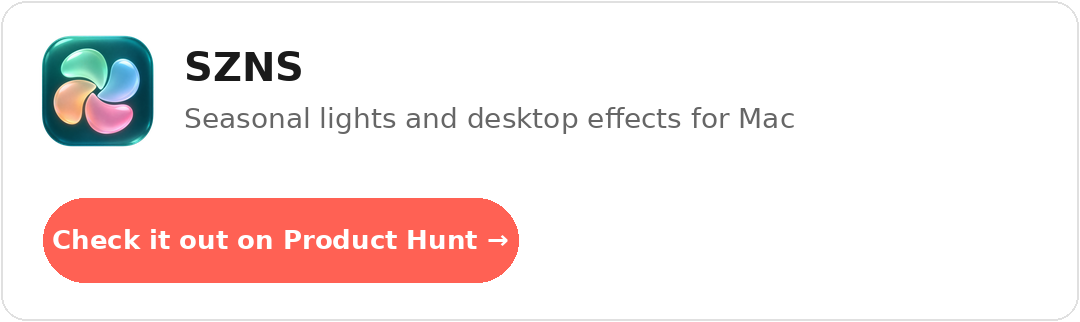 SZNS
Seasonal lights and desktop effects for Mac
Check it out on Product Hunt →